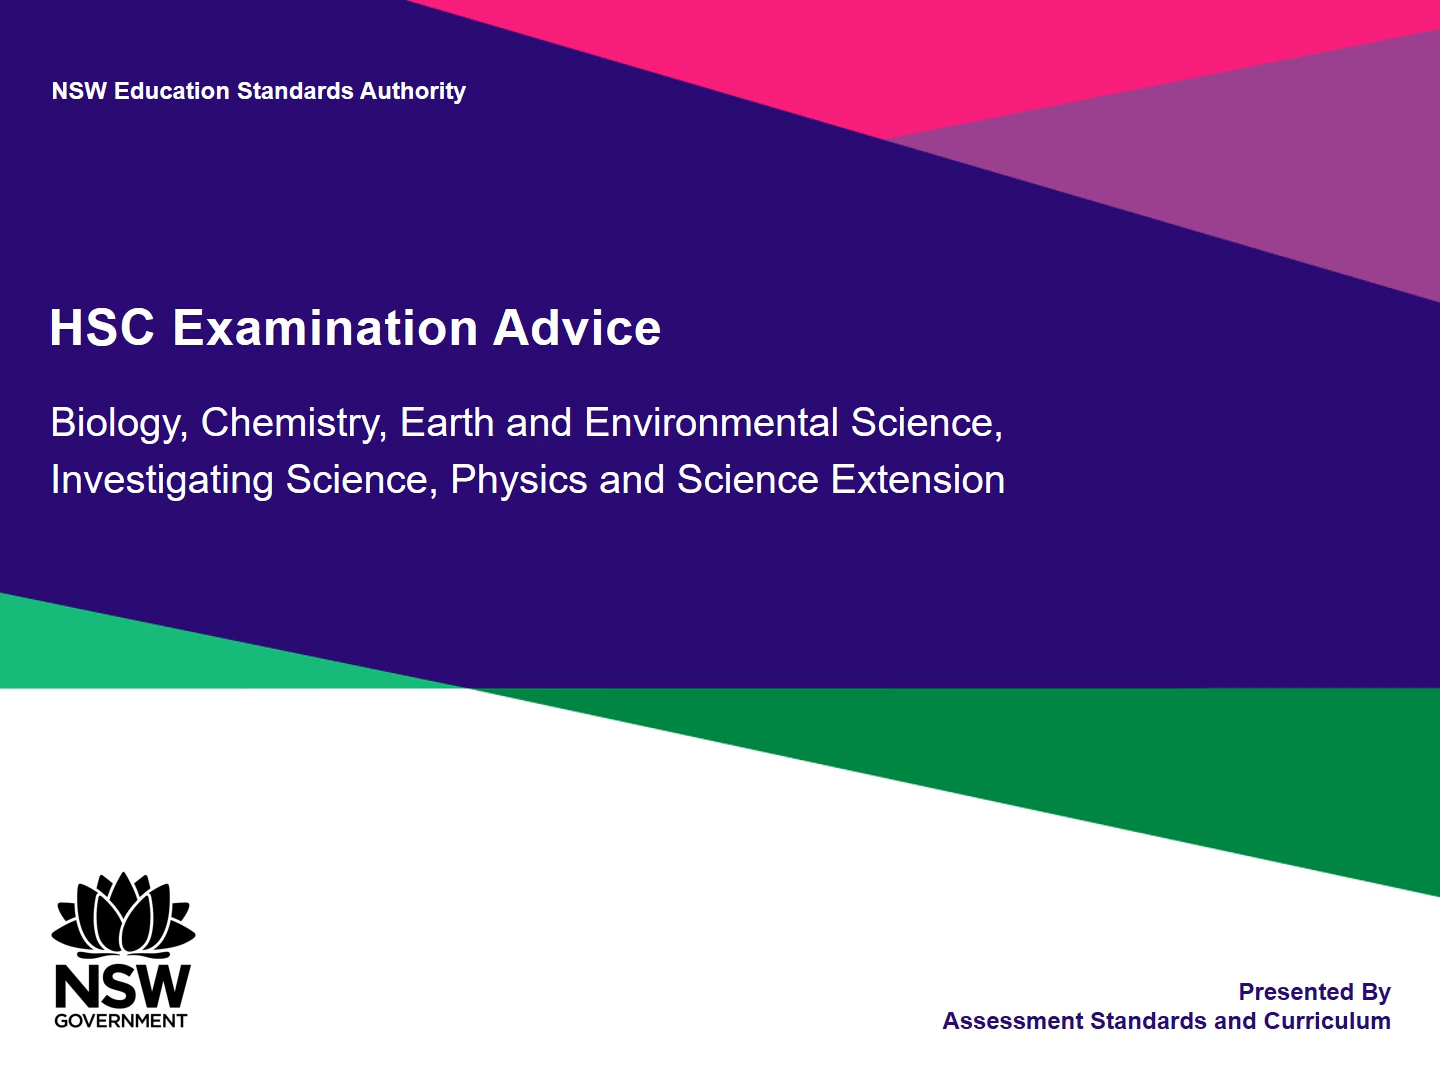 NSW Education Standards Authority
HSC Examination Advice
Biology, Chemistry, Earth and Environmental Science,
Investigating Science, Physics and Science Extension
NSW
GOVERNMENT
Presented By
Assessment Standards and Curriculum